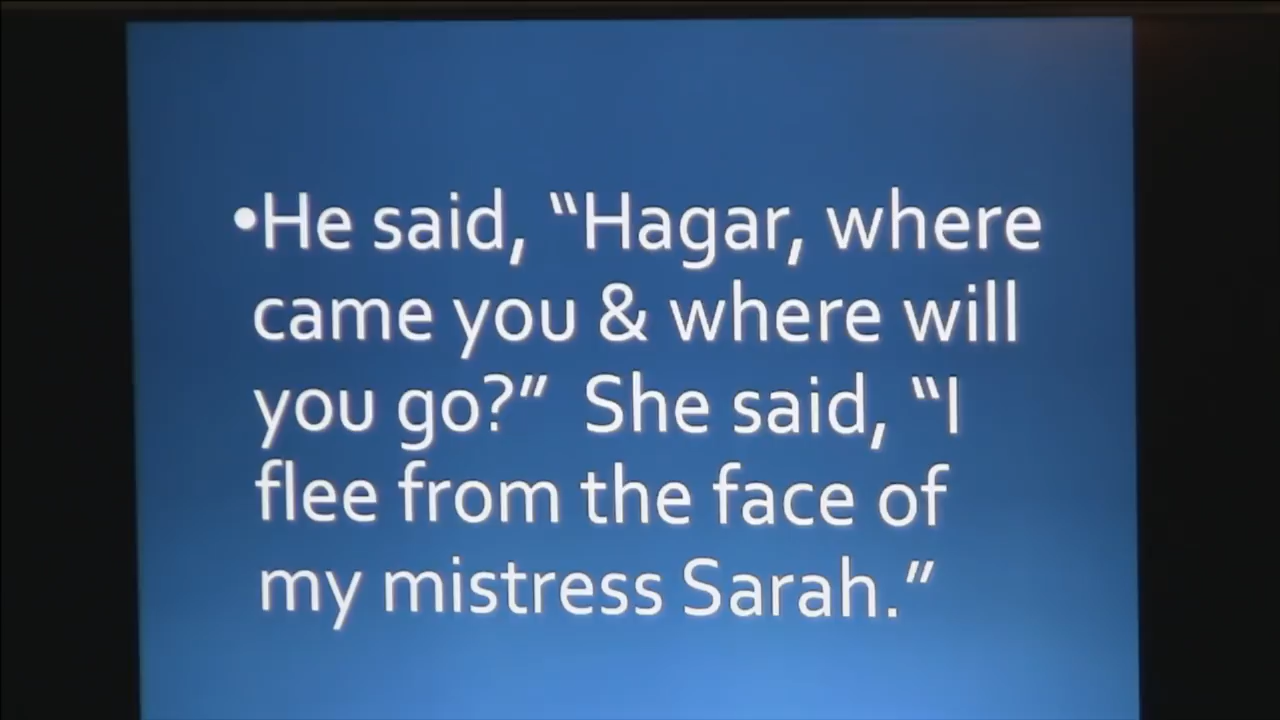 •He said, “Hagar, where
came you & where will
you go?”  She said, “I
flee from the face of
my mistress Sarah.”